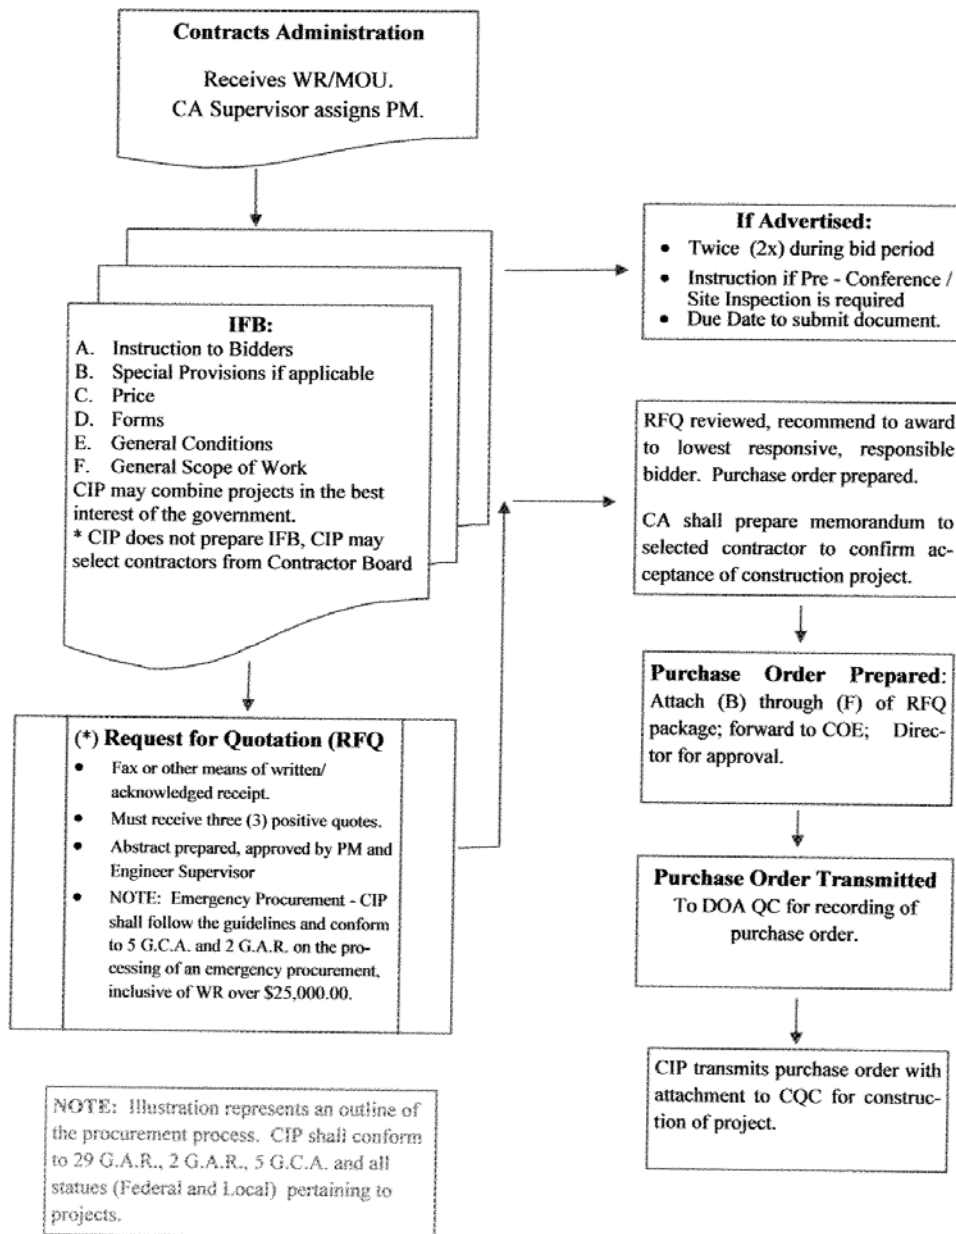 Contracts Administration
Receives WR/MOU.
CA Supervisor assigns PM.
IFB:
A. Instruction to Bidders
B. Special Provisions if applicable
C. Price
D. Forms
E. General Conditions
F. General Scope of Work
CIP may combine projects in the best
interest of the government.
* CIP does not prepare IFB, CIP may
select contractors from Contractor Board
(*) Request for Quotation (RFQ
• Fax or other means of written/
acknowledged receipt.
• Must receive three (3) positive quotes.
• Abstract prepared, approved by PM and
Engineer Supervisor
• NOTE: Emergency Procurement - CIP
shall follow the guidelines and conform
to 5 G.C.A. and 2 G.A.R. on the pro-
cessing of an emergency procurement,
inclusive of WR over $25,000.00.
NOTE: Illustration represents an outline of
the procurement process. CIP shall conform
to 29 G.A.R., 2 G.A.R., 5 G.C.A. and all
statues (Federal and Local) pertaining to
projects.
If Advertised:
• Twice (2x) during bid period
• Instruction if Pre - Conference /
Site Inspection is required
• Due Date to submit document.
RFQ reviewed, recommend to award
to lowest responsive, responsible
bidder. Purchase order prepared.
CA shall prepare memorandum to
selected contractor to confirm ac-
ceptance of construction project.
Purchase Order Prepared:
Attach (B) through (F) of RFQ
package; forward to COE; Direc-
tor for approval.
Purchase Order Transmitted
To DOA QC for recording of
purchase order.
CIP transmits purchase order with
attachment to CQC for construc-
tion of project.